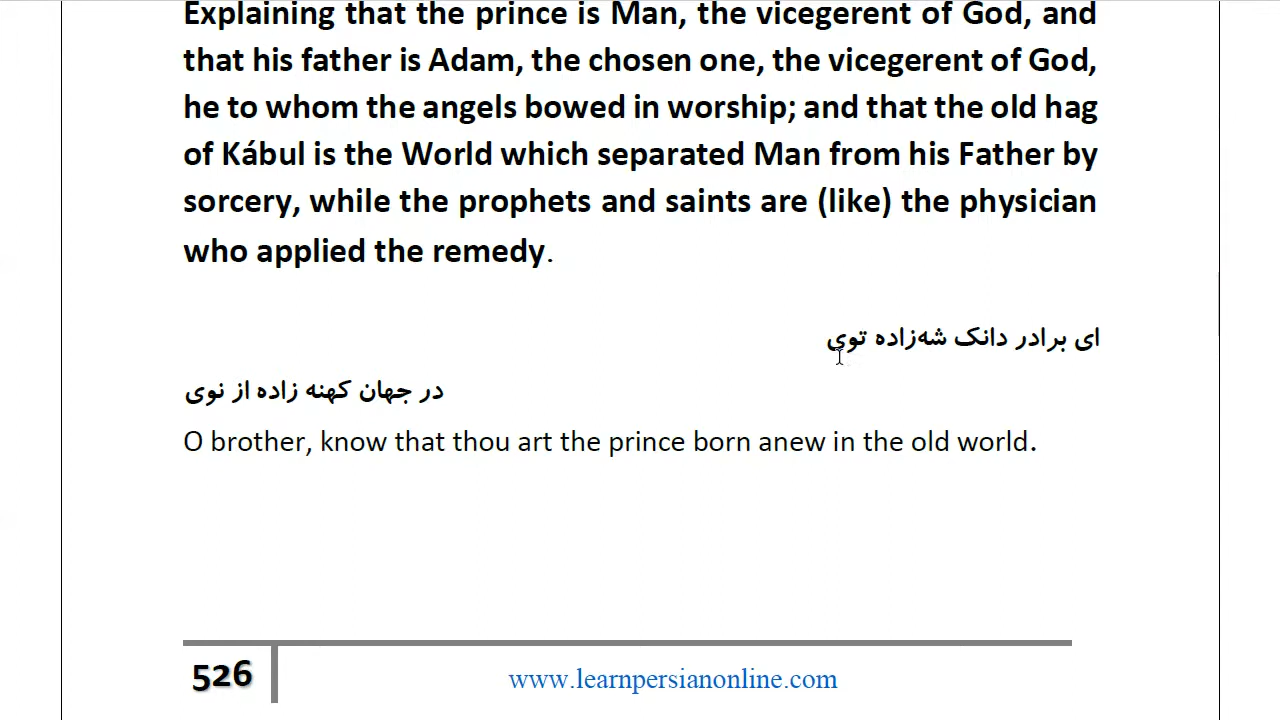 Explaining that the prince is Man, the vicegerent of God, and
that his father is Adam, the chosen one, the vicegerent of God,
he to whom the angels bowed in worship; and that the old hag
of Kábul is the World which separated Man from his Father by
sorcery, while the prophets and saints are (like) the physician
who applied the remedy.
ای برادر دانک شه‌زاده توی
در جهان کهنه زاده از نوی
O brother, know that thou art the prince born anew in the old world.
526
www.learnpersianonline.com